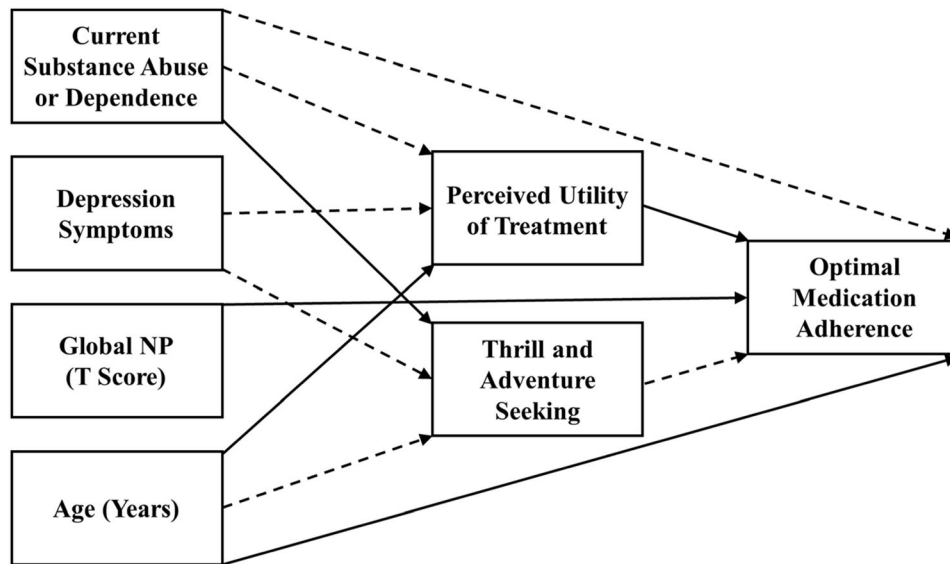 Current
Substance Abuse
or Dependence
Depression
Symptoms
Global NP
(T Score)
Age (Years)
Perceived Utility
of Treatment
Thrill and
Adventure
Seeking
Optimal
Medication
Adherence